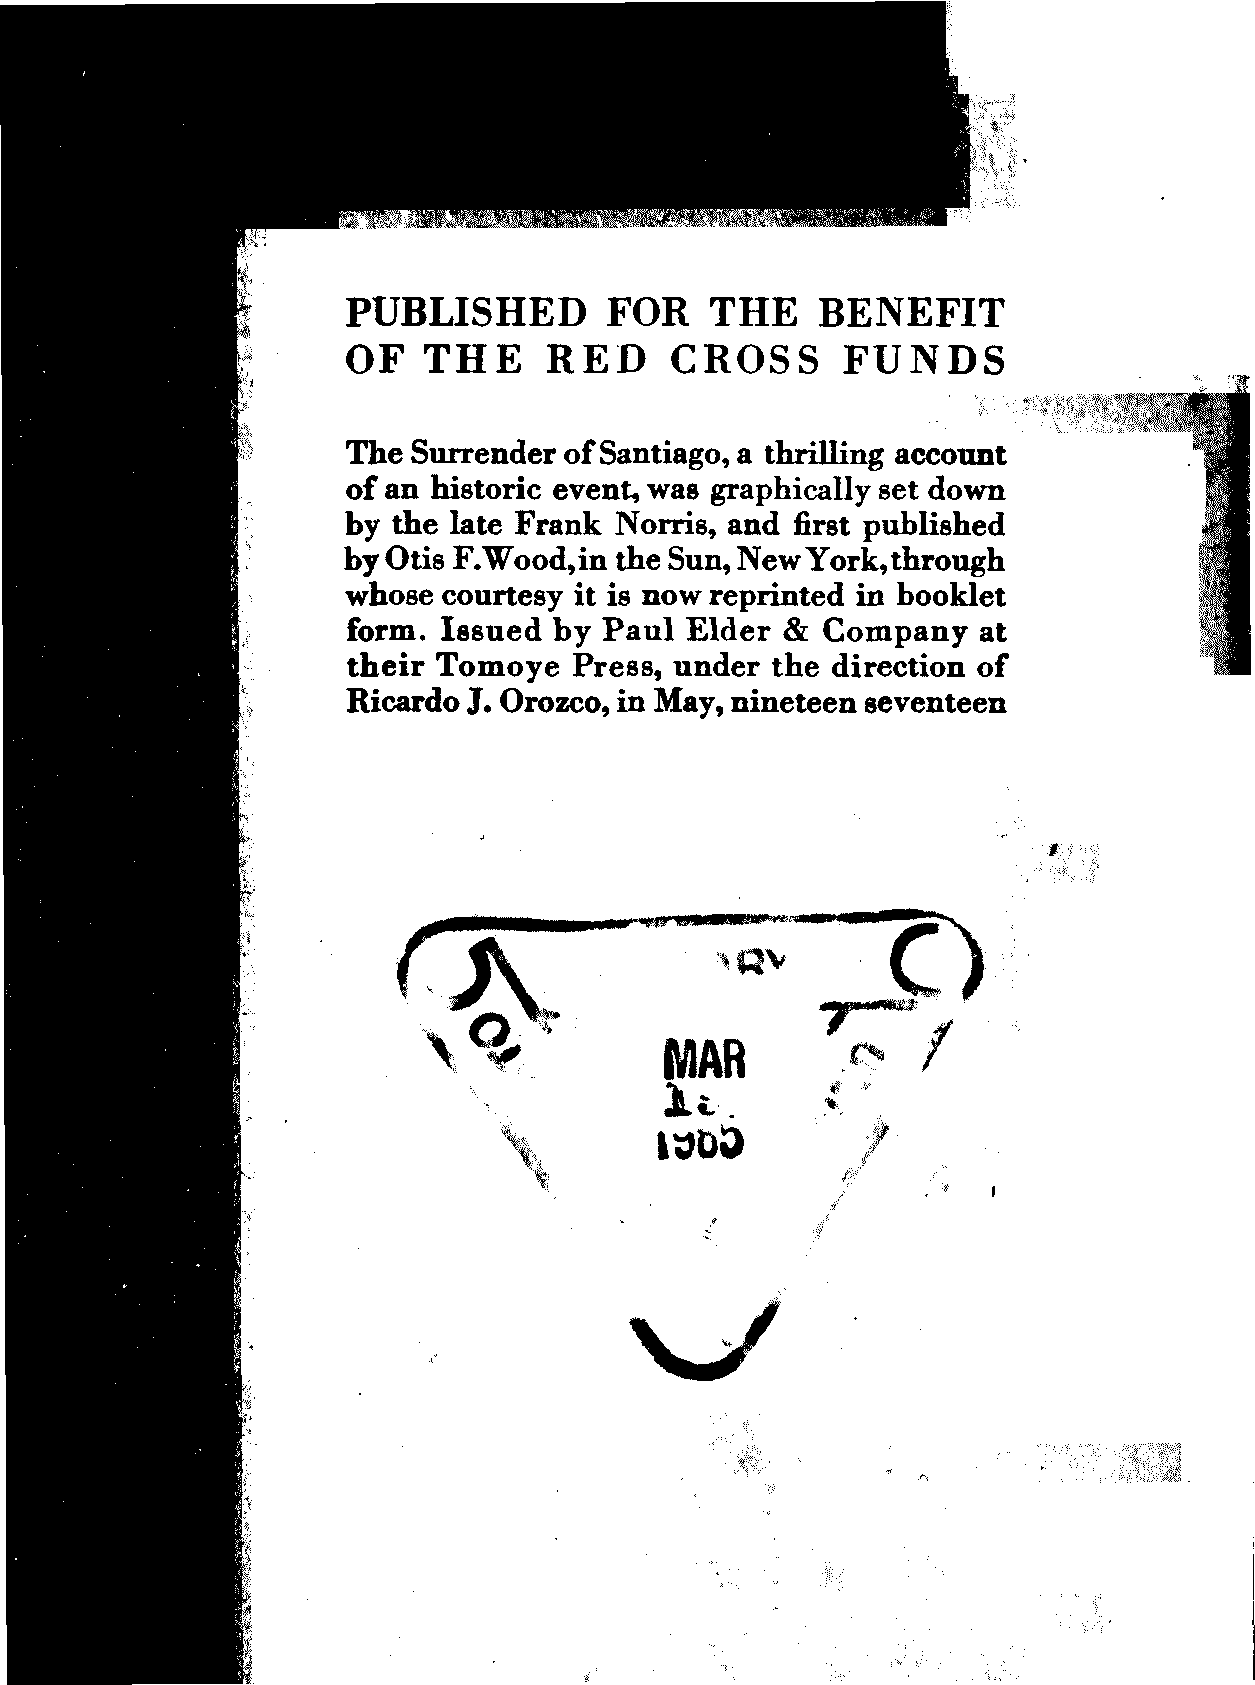 PUBLISHED FOR THE BENEFIT
OF THE RED CROSS FUNDS
The Surrender of Santiago, a thrilling account
of an historic event, was graphically set down
by the late Frank Norris, and first published
by Otis F. Wood, in the Sun, New York, through
whose courtesy it is now reprinted in booklet
form. Issued by Paul Elder & Company at
their Tomoye Press, under the direction of
Ricardo J. Orozco, in May, nineteen seventeen
MAR